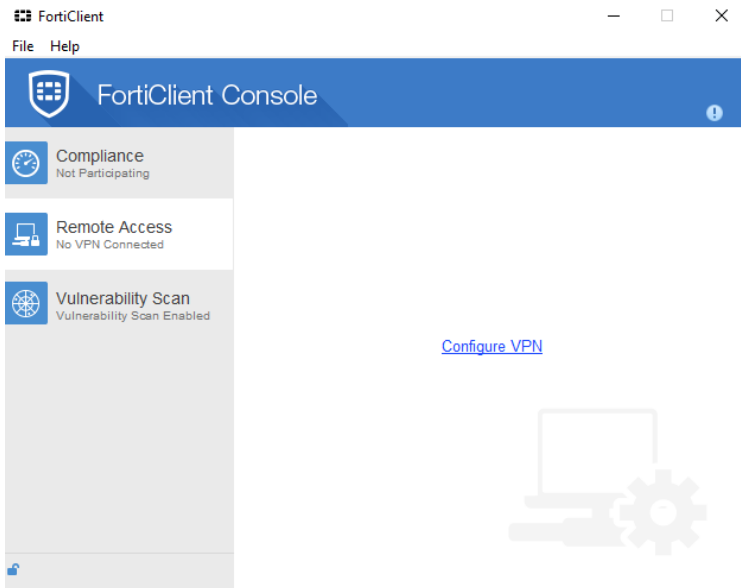 FortiClient
File Help
FortiClient Console
Compliance
Not Participating
Remote Access
No VPN Connected
Vulnerability Scan
Vulnerability Scan Enabled
Configure VPN